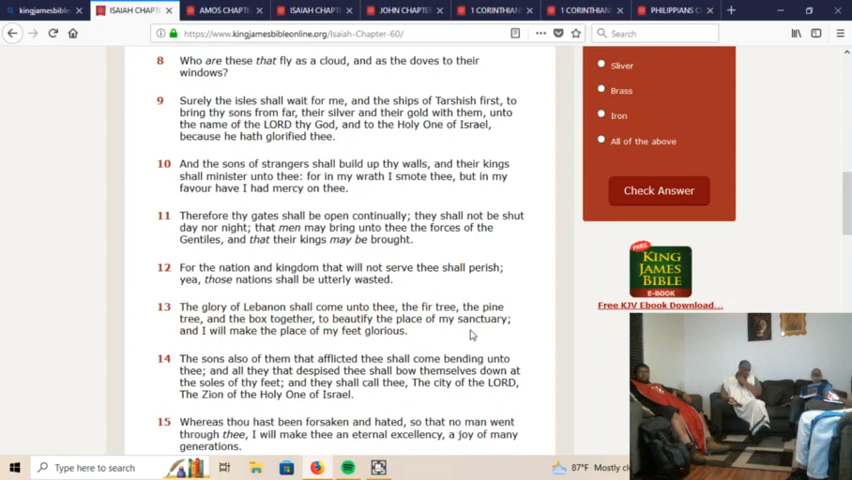 kingjamesbible
ISAIAH CHAPTE
AMOS CHAPT
ISAIAH CHAPT
JOHN CHAPTE
1 CORINTHIAN
1 CORINTHIAN
PHILIPPIANS C
https://www.kingjamesbibleonline.org/Isaiah-Chapter-60/
Search
8 Who are these that fly as a cloud, and as the doves to their
windows?
9 Surely the isles shall wait for me, and the ships of Tarshish first, to
bring thy sons from far, their silver and their gold with them, unto
the name of the LORD thy God, and to the Holy One of Israel,
because he hath glorified thee.
10 And the sons of strangers shall build up thy walls, and their kings
shall minister unto thee: for in my wrath I smote thee, but in my
favour have I had mercy on thee.
11 Therefore thy gates shall be open continually; they shall not be shut
day nor night; that men may bring unto thee the forces of the
Gentiles, and that their kings may be brought.
12 For the nation and kingdom that will not serve thee shall perish;
yea, those nations shall be utterly wasted.
13 The glory of Lebanon shall come unto thee, the fir tree, the pine
tree, and the box together, to beautify the place of my sanctuary;
and I will make the place of my feet glorious.
14 The sons also of them that afflicted thee shall come bending unto
thee; and all they that despised thee shall bow themselves down at
the soles of thy feet; and they shall call thee, The city of the LORD,
The Zion of the Holy One of Israel.
15 Whereas thou hast been forsaken and hated, so that no man went
through thee, I will make thee an eternal excellency, a joy of many
generations.
Sliver
Brass
Iron
All of the above
Check Answer
FREE
KING
JAMES
BIBLE
E-BOOK
Free KJV Ebook Download...
Type here to search
87°F Mostly cl